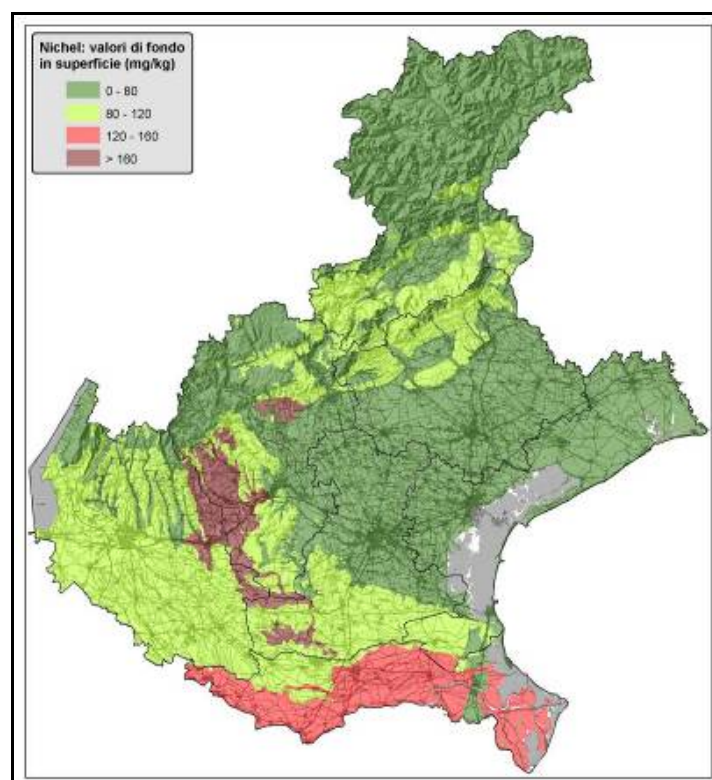 Nichel: valori di fondo
in superficie (mg/kg)
0 - 80
80 - 120
120 - 160
> 160